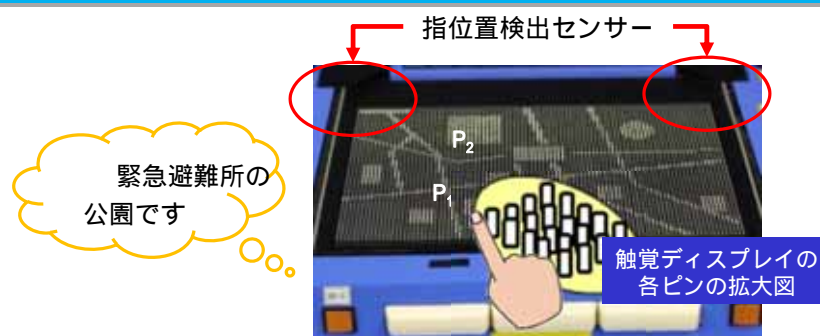 指位置検出センサー
P₂
緊急避難所の
公園です
P₁
触覚ディスプレイの
各ピンの拡大図